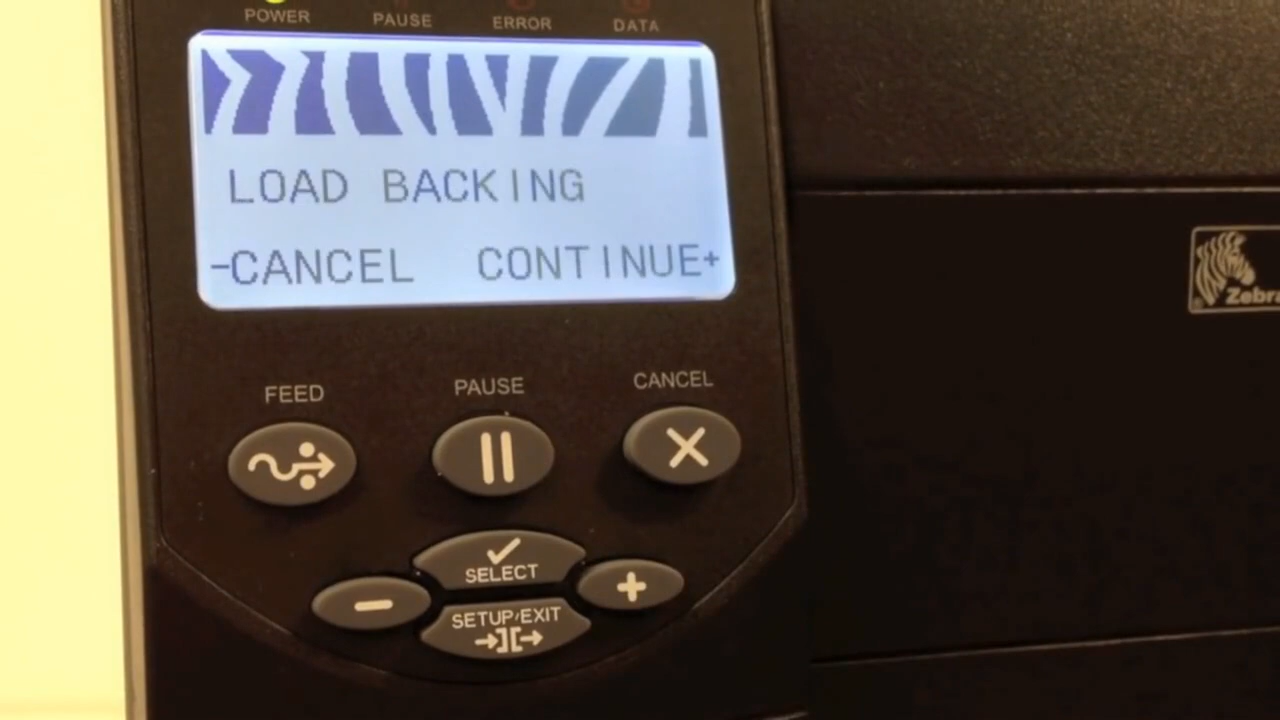 POWER PAUSE ERROR DATA
LOAD BACKING
-CANCEL CONTINUE+
Zebra
FEED PAUSE CANCEL
SELECT
SETUP/EXIT